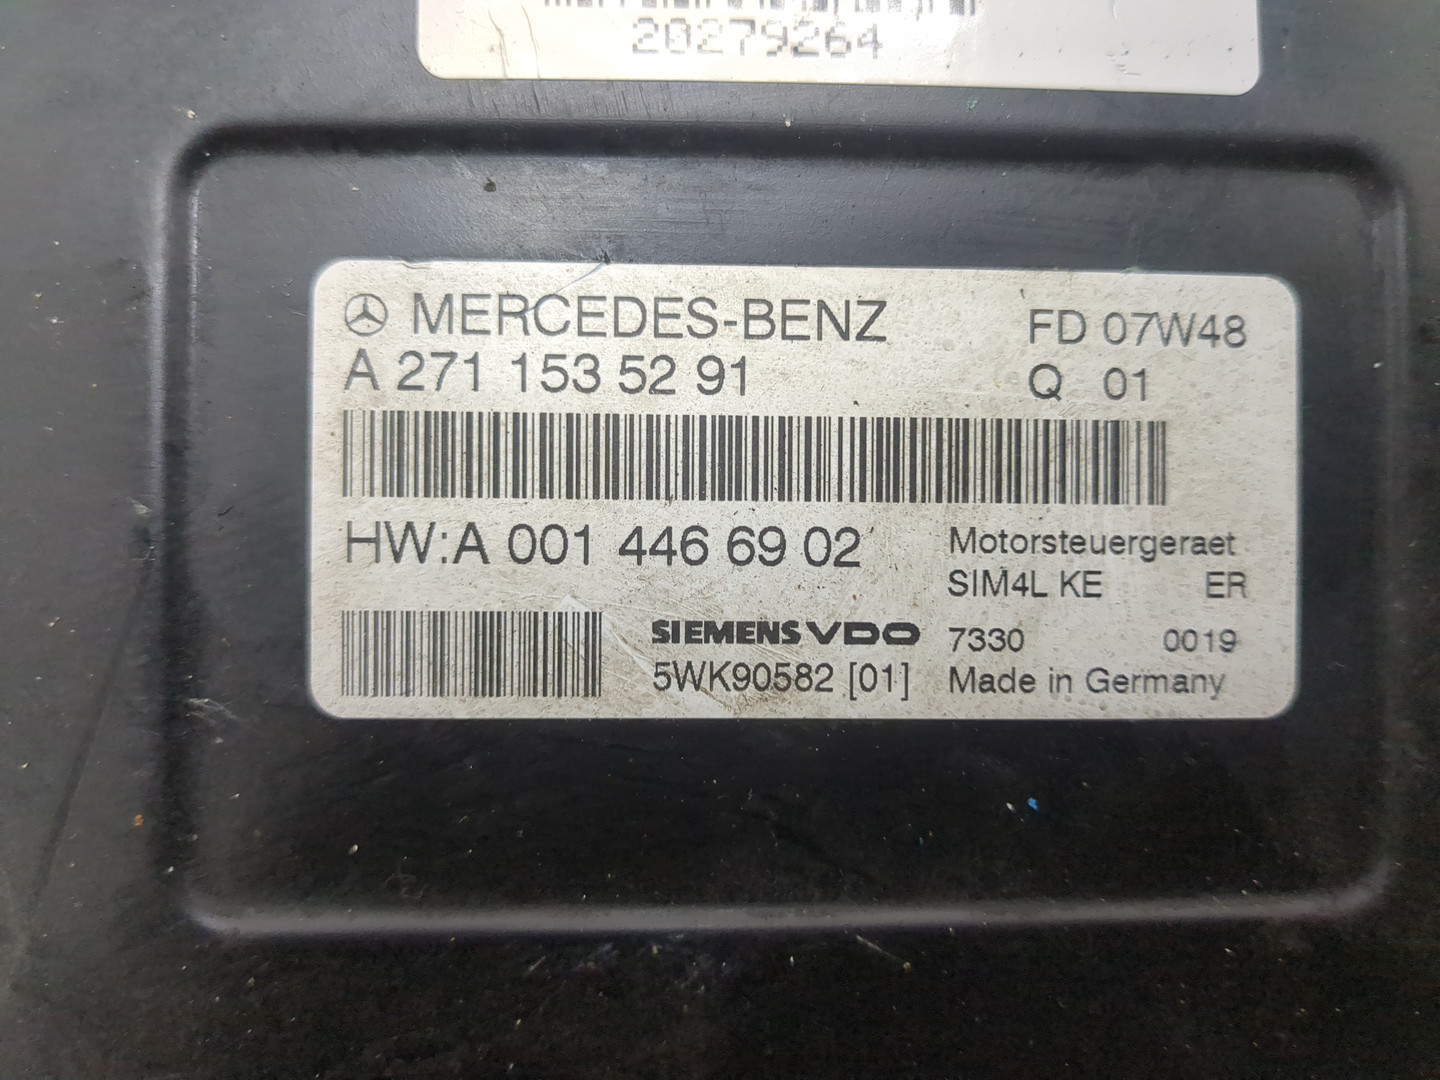 20279264
MERCEDES-BENZ FD 07W48
A 271 153 52 91 Q 01
HW:A 001 446 69 02 Motorsteuergeraet
SIM4L KE ER
SIEMENS VDO 7330 0019
5WK90582 [01] Made in Germany